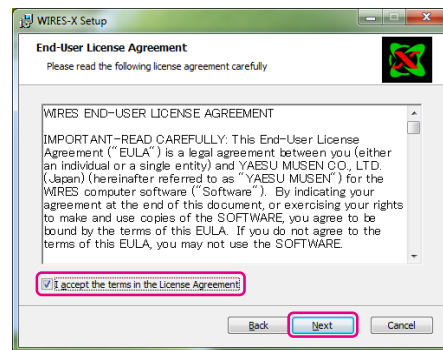 WIRES-X Setup
End-User License Agreement
Please read the following license agreement carefully
WIRES END-USER LICENSE AGREEMENT
IMPORTANT-READ CAREFULLY: This End-User License
Agreement ("EULA") is a legal agreement between you (either
an individual or a single entity) and YAESU MUSEN CO., LTD.
(Japan) (hereinafter referred to as "YAESU MUSEN") for the
WIRES computer software ("Software"). By indicating your
agreement at the end of this document, or exercising your rights
to make and use copies of the SOFTWARE, you agree to be
bound by the terms of this EULA. If you do not agree to the
terms of this EULA, you may not use the SOFTWARE.
I accept the terms in the License Agreement
Back Next Cancel